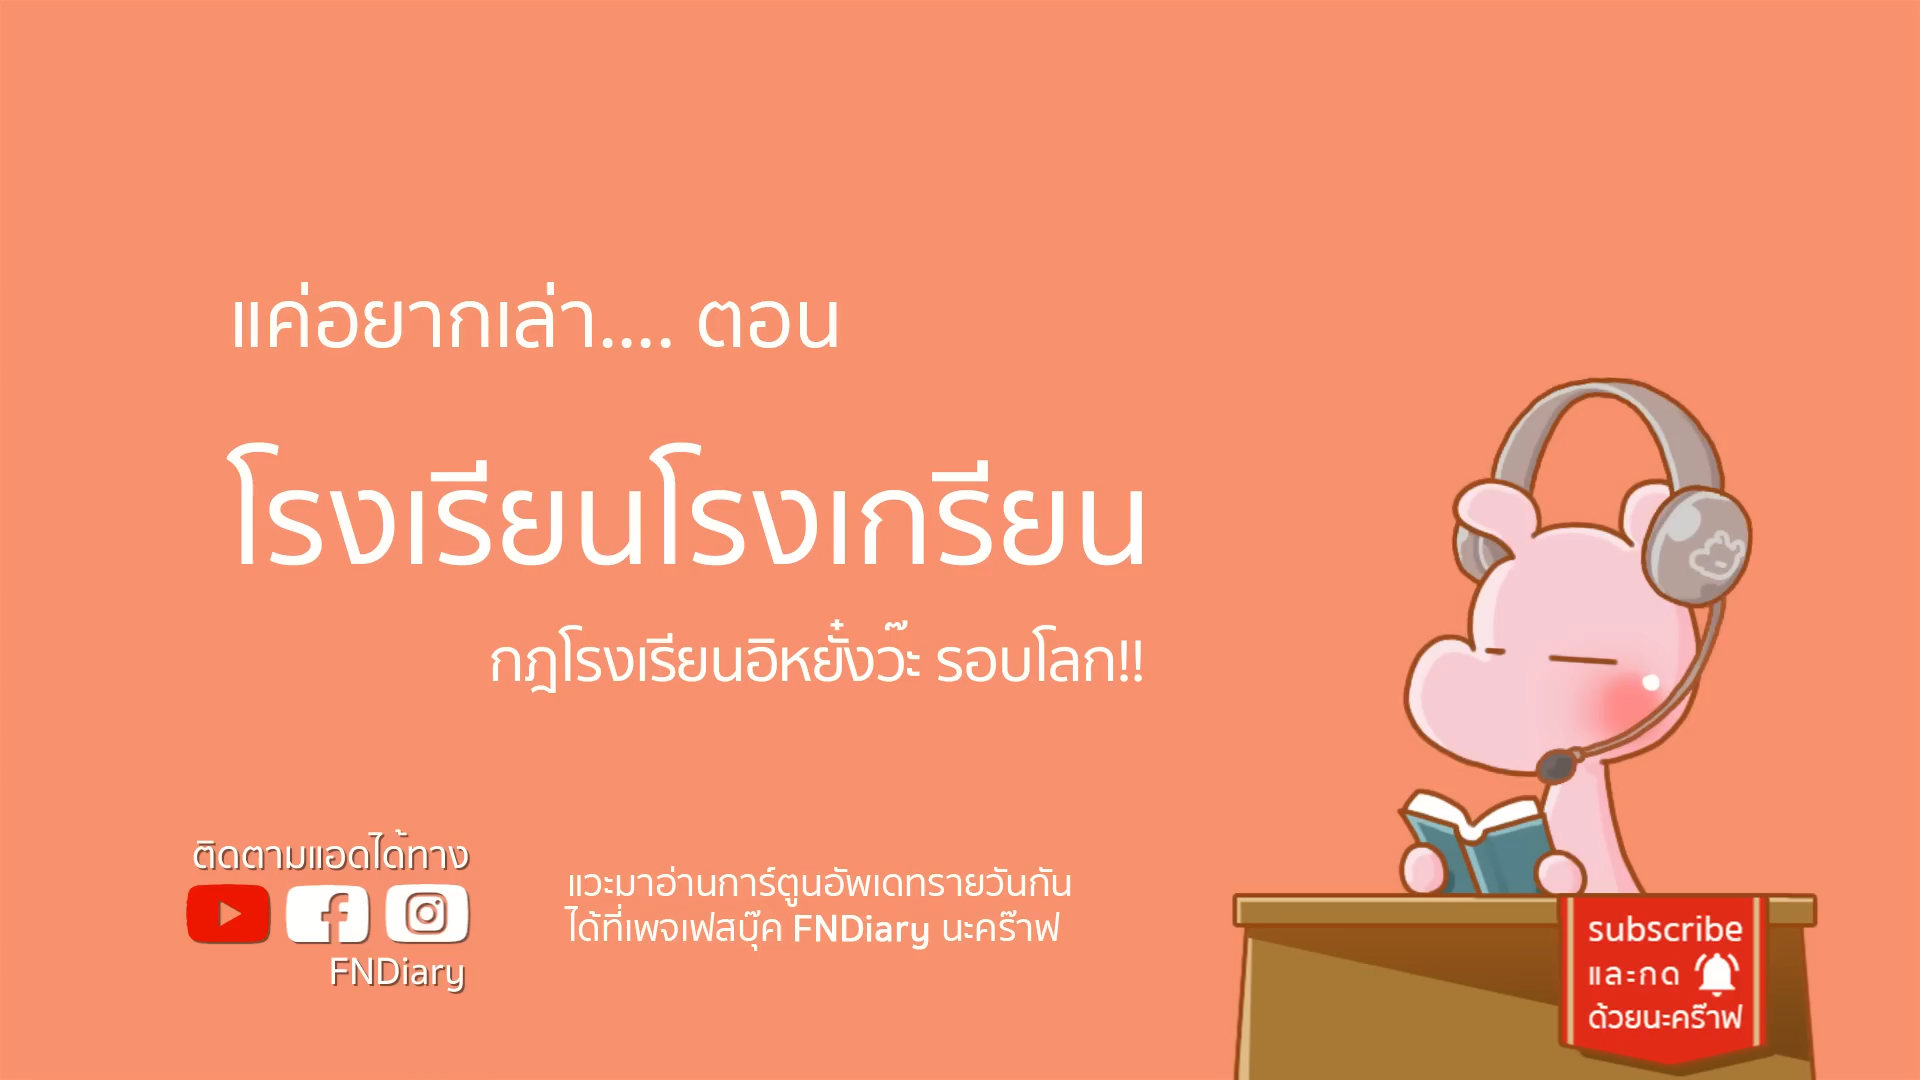 แค่อยากเล่า.... ตอน
โรงเรียนโรงเกรียน
กฎโรงเรียนอิหยั๋งว๊ะ รอบโลก!!
ติดตามแอดได้ทาง
FNDiary
แวะมาอ่านการ์ตูนอัพเดทรายวันกัน
ได้ที่เพจเฟสบุ๊ค FNDiary นะคร๊าฟ
subscribe
และกด
ด้วยนะคร๊าฟ